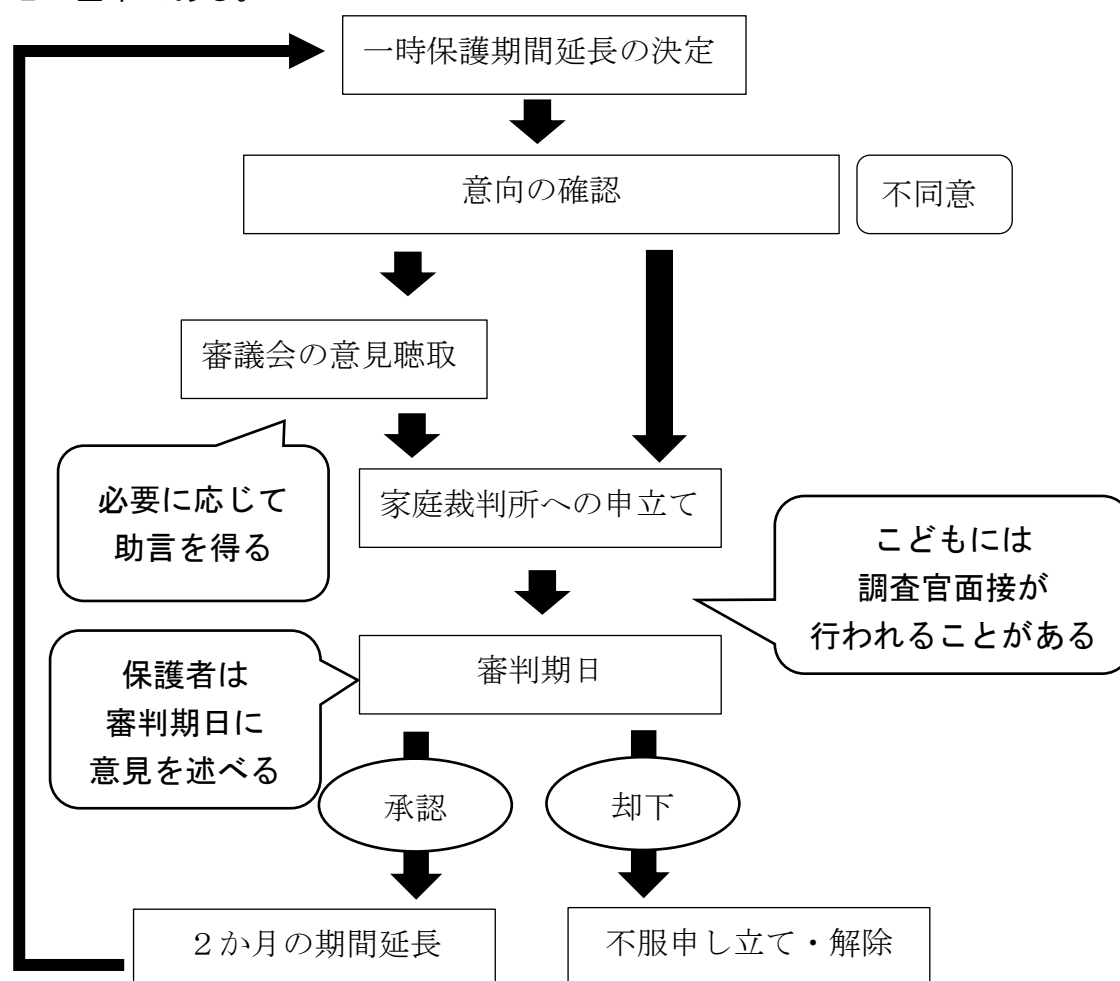 一時保護期間延長の決定
意向の確認
不同意
審議会の意見聴取
必要に応じて
助言を得る
家庭裁判所への申立て
こどもには
調査官面接が
行われることがある
保護者は
審判期日に
意見を述べる
審判期日
承認
却下
２か月の期間延長
不服申し立て・解除